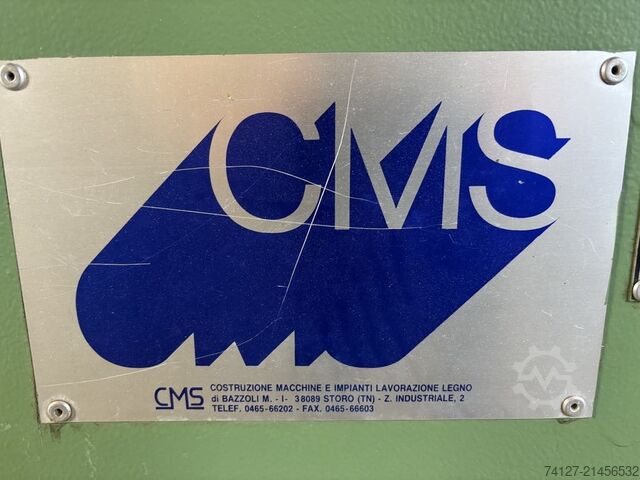 CMS
CMS
COSTRUZIONE MACCHINE E IMPIANTI LAVORAZIONE LEGNO
di BAZZOLI M. - I- 38089 STORO (TN) - Z. INDUSTRIALE, 2
TELEF. 0465-66202 - FAX. 0465-66603
74127-21456532